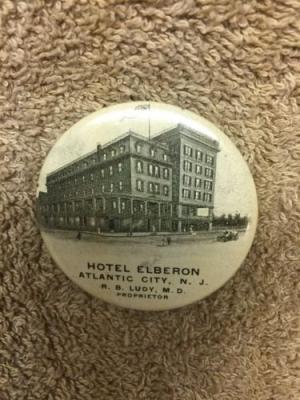 HOTEL ELBERON
ATLANTIC CITY, N. J.
R. B. LUDY, M. D.
PROPRIETOR